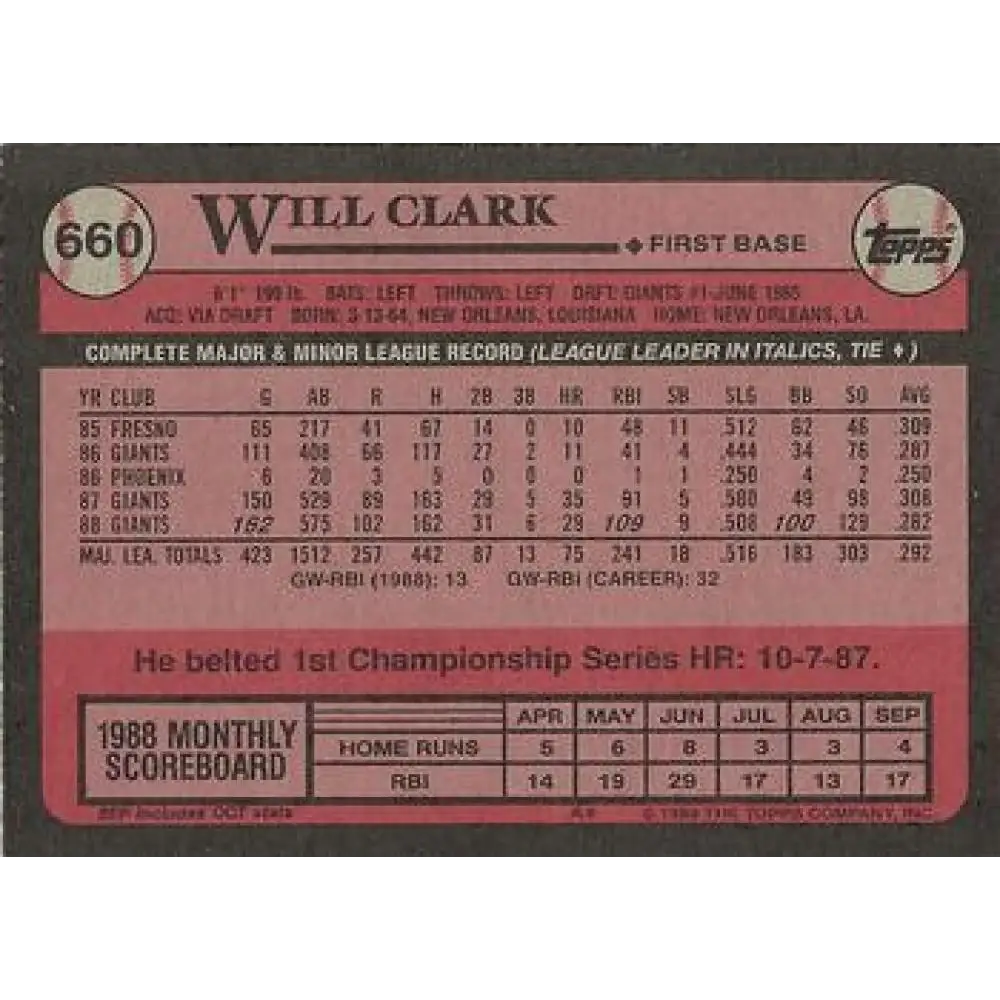 660 WILL CLARK FIRST BASE topps®
6'1" 190 lb. BATS: LEFT THROWS: LEFT DRFT: GIANTS #1-JUNE 1985
ACQ: VIA DRAFT BORN: 3-13-64, NEW ORLEANS, LOUISIANA HOME: NEW ORLEANS, LA.
COMPLETE MAJOR & MINOR LEAGUE RECORD (LEAGUE LEADER IN ITALICS, TIE ♦)
YR CLUB G AB R H 2B 3B HR RBI SB SLG BB SO AVG
85 FRESNO 65 217 41 67 14 0 10 48 11 .512 62 46 .309
86 GIANTS 111 408 66 117 27 2 11 41 4 .444 34 76 .287
86 PHOENIX 6 20 3 5 0 0 0 1 1 .250 4 2 .250
87 GIANTS 150 529 89 163 29 5 35 91 5 .580 49 98 .308
88 GIANTS 162 575 102 162 31 6 29 109 9 .508 100 129 .282
MAJ. LEA. TOTALS 423 1512 257 442 87 13 75 241 18 .516 183 303 .292
GW-RBI (1988): 13 GW-RBI (CAREER): 32
He belted 1st Championship Series HR: 10-7-87.
1988 MONTHLY SCOREBOARD
APR MAY JUN JUL AUG SEP
HOME RUNS 5 6 8 3 3 4
RBI 14 19 29 17 13 17
SEP includes OCT stats © 1989 THE TOPPS COMPANY, INC.